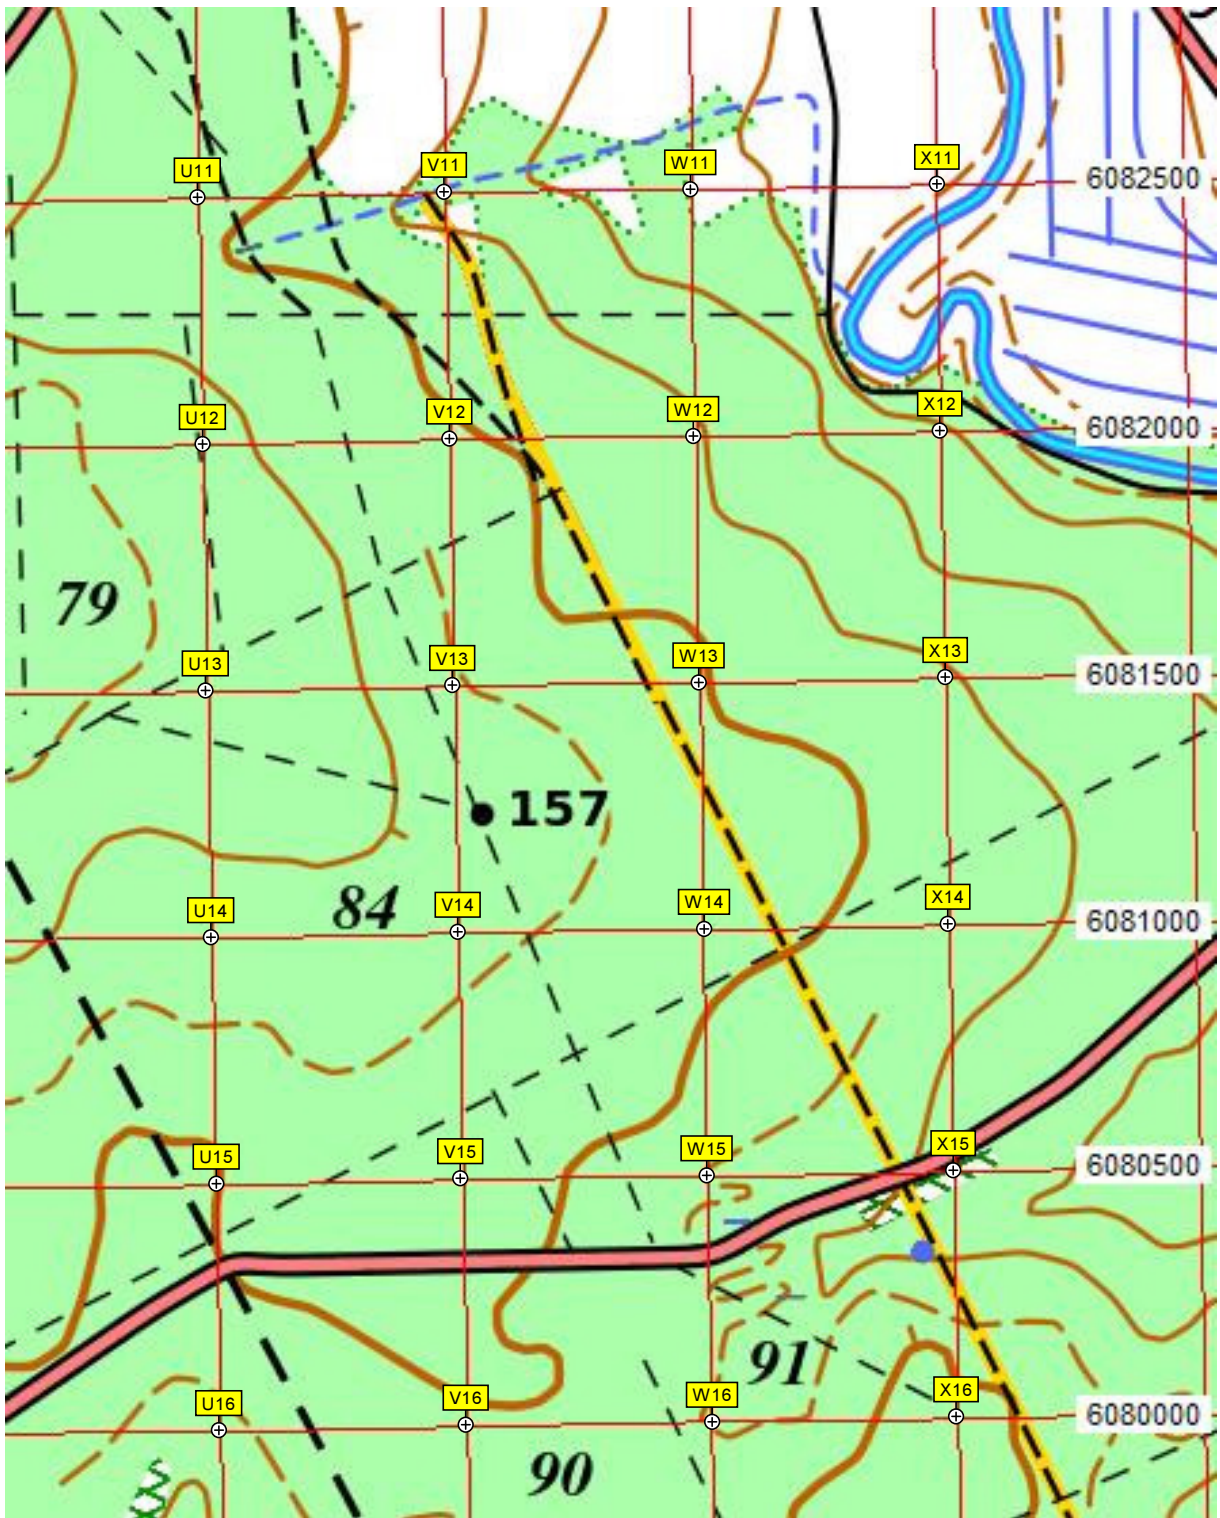 U11 V11 W11 X11 6082500
U12 V12 W12 X12 6082000
79
U13 V13 W13 X13 6081500
157
84
U14 V14 W14 X14 6081000
U15 V15 W15 X15 6080500
91
U16 V16 W16 X16 6080000
90